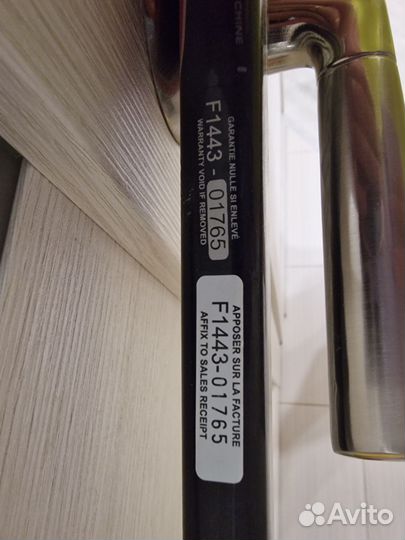 CHINE
GARANTIE NULLE SI ENLEVÉ
F1443 - 01765
WARRANTY VOID IF REMOVED
APPOSER SUR LA FACTURE
F1443-01765
AFFIX TO SALES RECEIPT
Avito